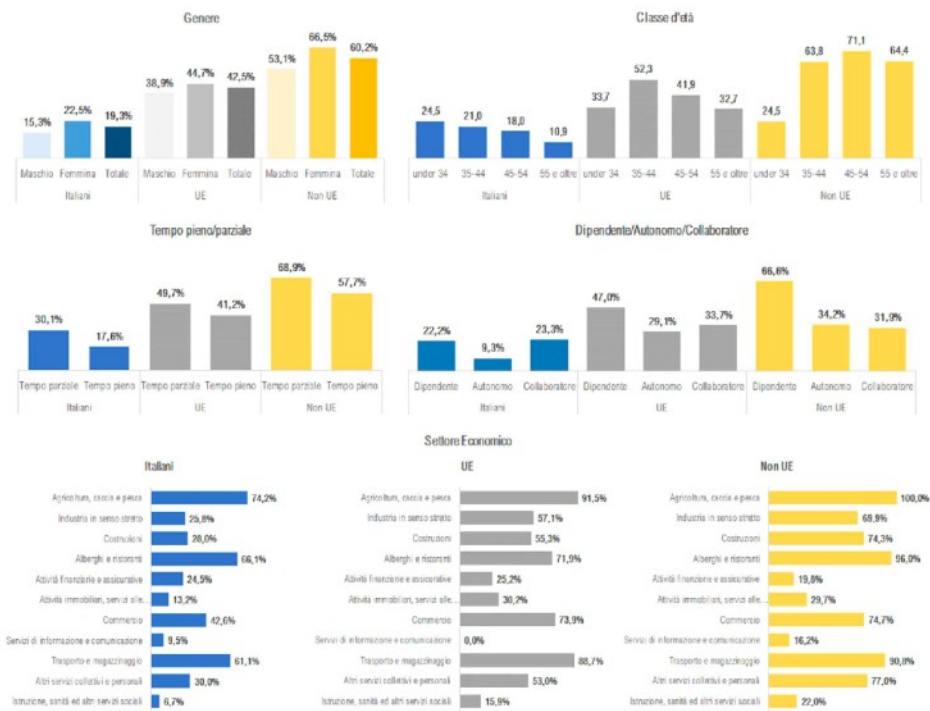 Genere
66,5%
60,2%
53,1%
44,7%
42,5%
38,9%
22,5%
19,3%
15,3%
Maschio Femmina Totale Maschio Femmina Totale Maschio Femmina Totale
Italiani UE Non UE
Classe d'età
71,1
63,8 64,4
52,3
41,9
33,7 32,7
24,5 21,0 18,0 10,9 24,5
under 34 35-44 45-54 55 e oltre under 34 35-44 45-54 55 e oltre under 34 35-44 45-54 55 e oltre
Italiani UE Non UE
Tempo pieno/parziale
68,9%
57,7%
49,7%
41,2%
30,1%
17,6%
Tempo parziale Tempo pieno Tempo parziale Tempo pieno Tempo parziale Tempo pieno
Italiani UE Non UE
Dipendente/Autonomo/Collaboratore
66,6%
47,0%
22,2% 9,3% 23,3% 29,1% 33,7% 34,2% 31,9%
Dipendente Autonomo Collaboratore Dipendente Autonomo Collaboratore Dipendente Autonomo Collaboratore
Italiani UE Non UE
Settore Economico
Italiani
Agricoltura, caccia e pesca 74,2%
Industria in senso stretto 25,8%
Costruzioni 28,0%
Alberghi e ristoranti 66,1%
Attività finanziarie e assicurative 24,5%
Attività immobiliari, servizi alle... 13,2%
Commercio 42,6%
Servizi di informazione e comunicazione 9,5%
Trasporto e magazzinaggio 61,1%
Altri servizi collettivi e personali 30,0%
Istruzione, sanità ed altri servizi sociali 6,7%
UE
Agricoltura, caccia e pesca 91,5%
Industria in senso stretto 57,1%
Costruzioni 55,3%
Alberghi e ristoranti 71,9%
Attività finanziarie e assicurative 25,2%
Attività immobiliari, servizi alle... 30,2%
Commercio 73,9%
Servizi di informazione e comunicazione 0,0%
Trasporto e magazzinaggio 88,7%
Altri servizi collettivi e personali 53,0%
Istruzione, sanità ed altri servizi sociali 15,9%
Non UE
Agricoltura, caccia e pesca 100,0%
Industria in senso stretto 69,9%
Costruzioni 74,3%
Alberghi e ristoranti 96,0%
Attività finanziarie e assicurative 19,8%
Attività immobiliari, servizi alle... 29,7%
Commercio 74,7%
Servizi di informazione e comunicazione 16,2%
Trasporto e magazzinaggio 90,8%
Altri servizi collettivi e personali 77,0%
Istruzione, sanità ed altri servizi sociali 22,0%